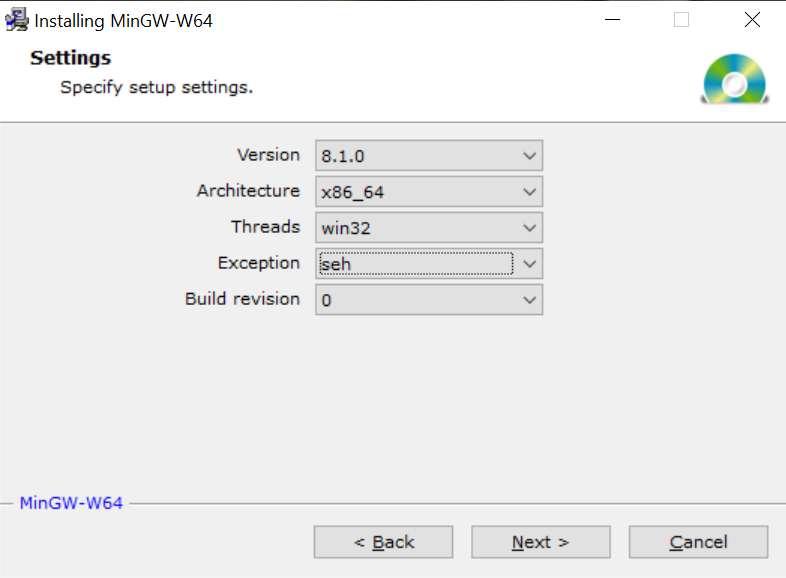 Installing MinGW-W64
Settings
Specify setup settings.
Version 8.1.0
Architecture x86_64
Threads win32
Exception seh
Build revision 0
MinGW-W64
< Back Next > Cancel